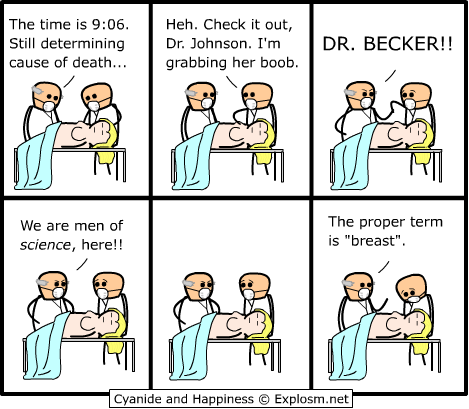 The time is 9:06.
Still determining
cause of death...
Heh. Check it out,
Dr. Johnson. I'm
grabbing her boob.
DR. BECKER!!
We are men of
science, here!!
The proper term
is "breast".
Cyanide and Happiness © Explosm.net